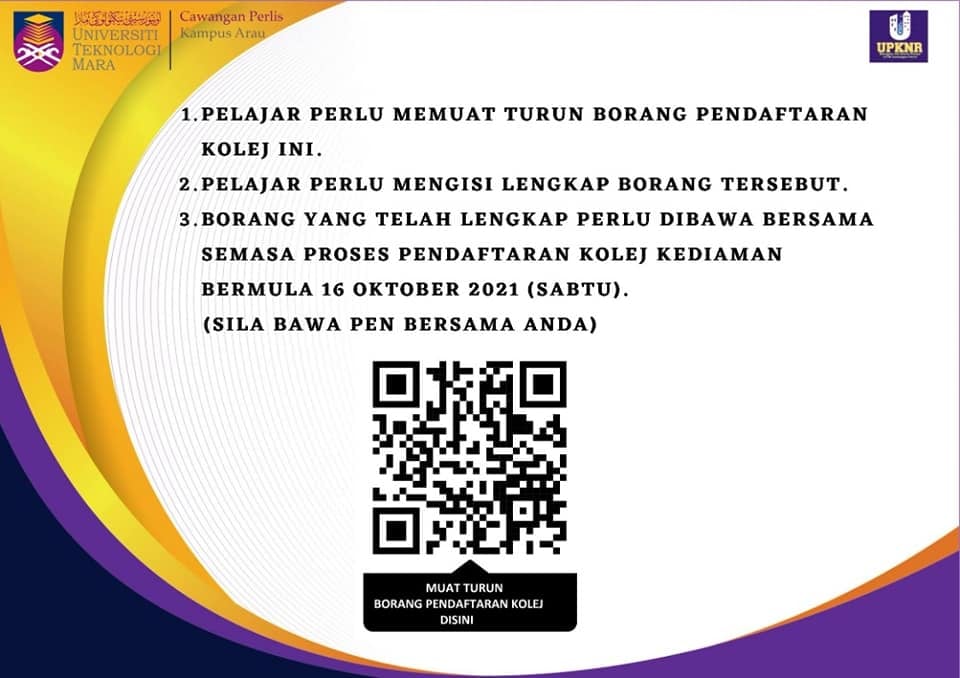 UNIVERSITI
TEKNOLOGI
MARA
Cawangan Perlis
Kampus Arau
UPKNR
1. PELAJAR PERLU MEMUAT TURUN BORANG PENDAFTARAN
KOLEJ INI.
2. PELAJAR PERLU MENGISI LENGKAP BORANG TERSEBUT.
3. BORANG YANG TELAH LENGKAP PERLU DIBAWA BERSAMA
SEMASA PROSES PENDAFTARAN KOLEJ KEDIAMAN
BERMULA 16 OKTOBER 2021 (SABTU).
(SILA BAWA PEN BERSAMA ANDA)
MUAT TURUN
BORANG PENDAFTARAN KOLEJ
DISINI